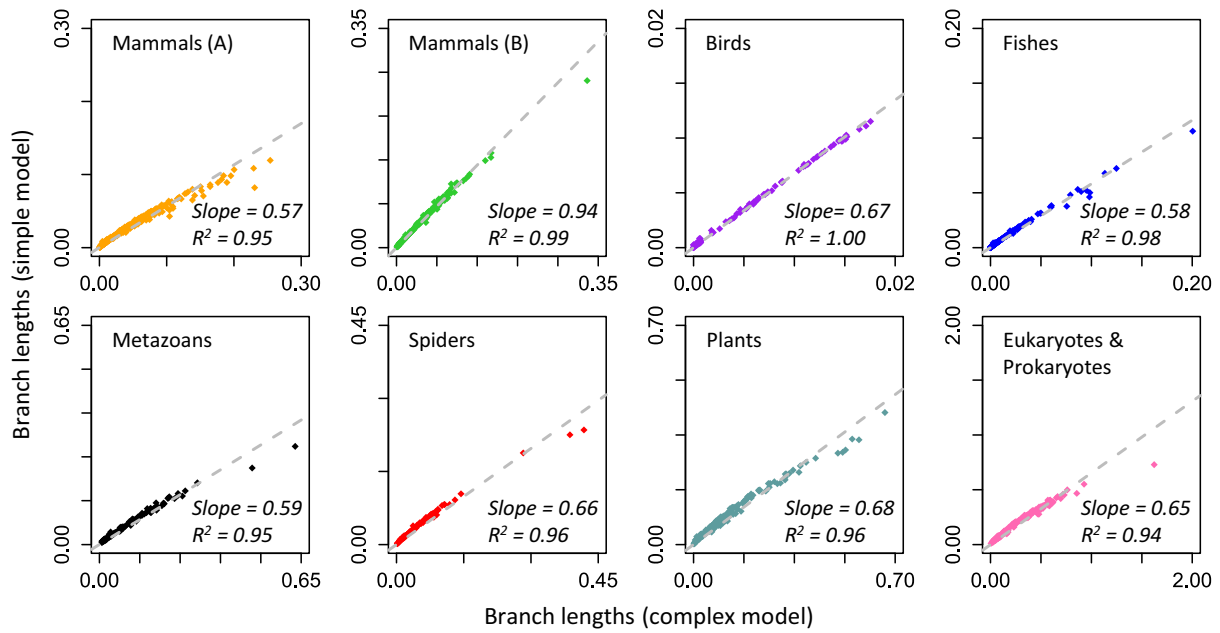 Branch lengths (simple model)
0.30
0.00
Mammals (A)
Slope = 0.57
R² = 0.95
0.00
0.30
0.35
0.00
Mammals (B)
Slope = 0.94
R² = 0.99
0.00
0.35
0.02
0.00
Birds
Slope= 0.67
R² = 1.00
0.00
0.02
0.20
0.00
Fishes
Slope = 0.58
R² = 0.98
0.00
0.20
0.65
0.00
Metazoans
Slope = 0.59
R² = 0.95
0.00
0.65
0.45
0.00
Spiders
Slope = 0.66
R² = 0.96
0.00
0.45
0.70
0.00
Plants
Slope = 0.68
R² = 0.96
0.00
0.70
2.00
0.00
Eukaryotes &
Prokaryotes
Slope = 0.65
R² = 0.94
0.00
2.00
Branch lengths (complex model)